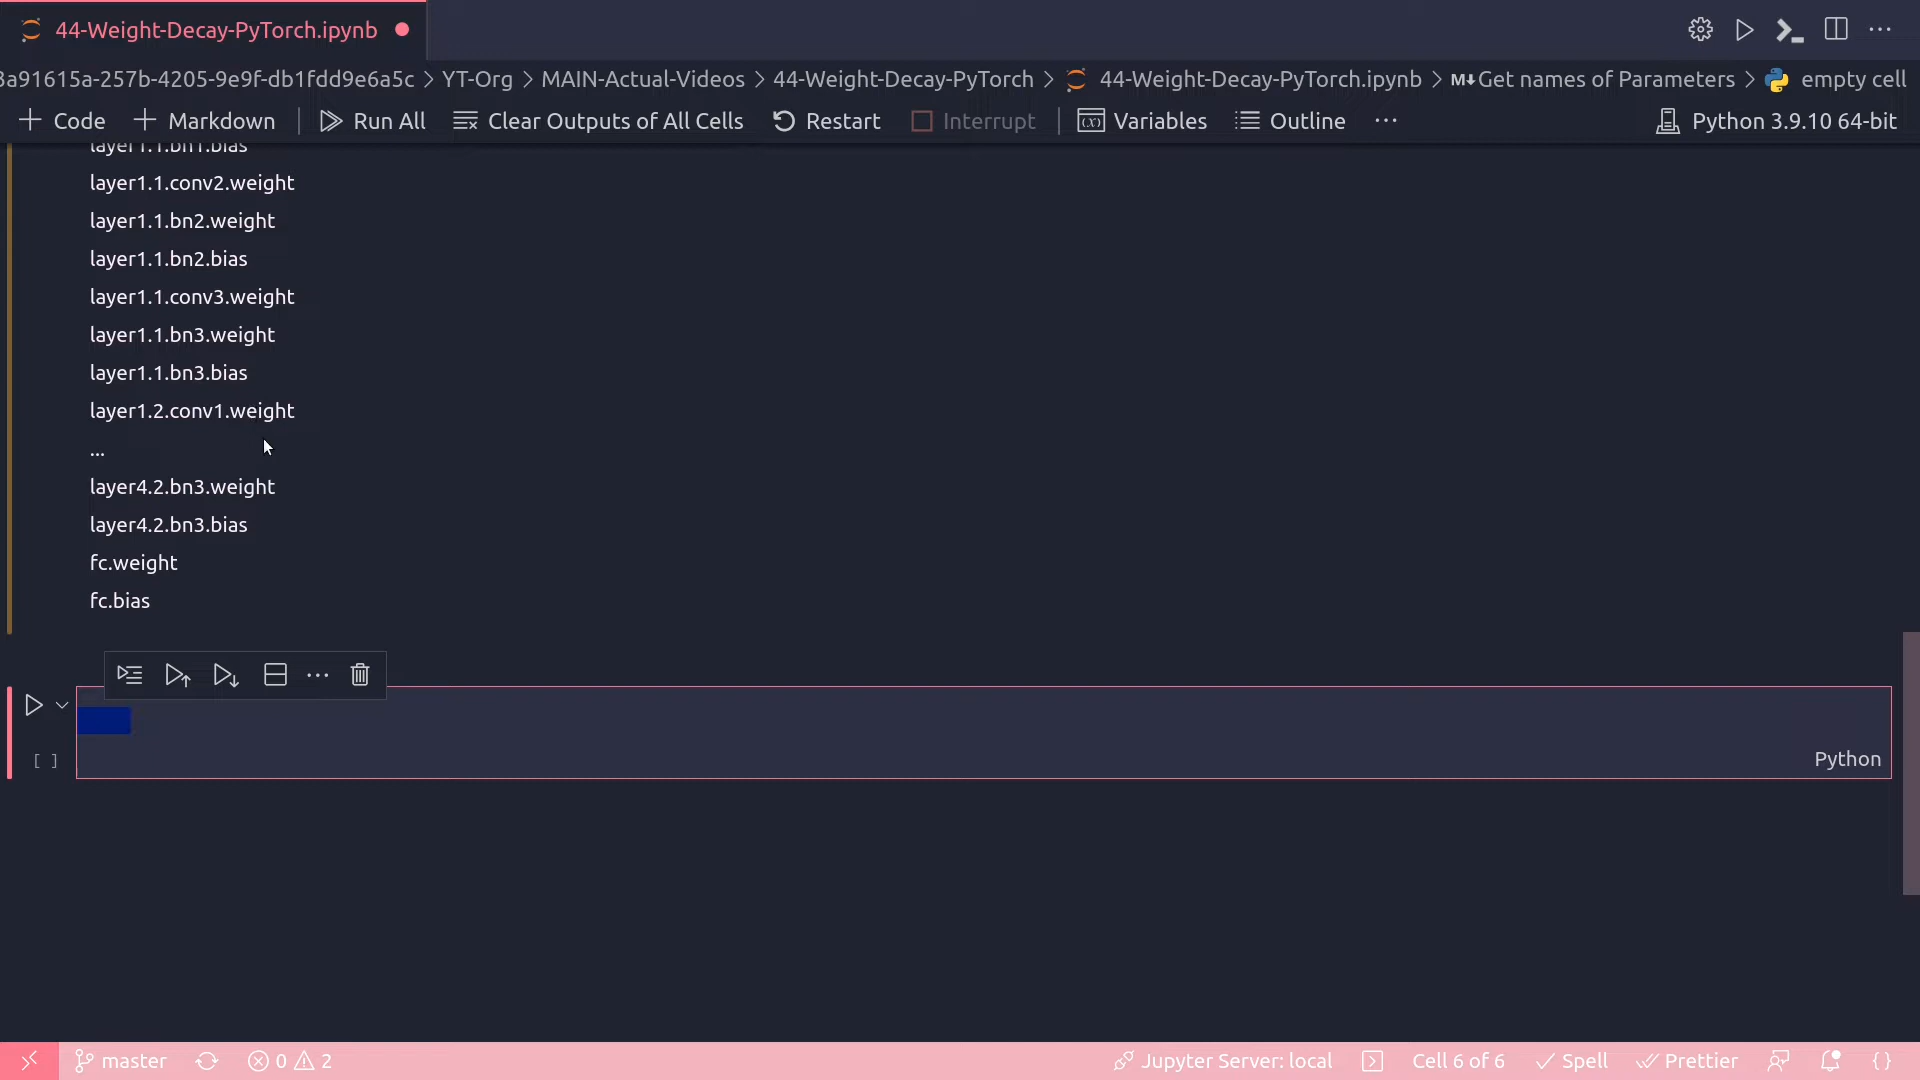 44-Weight-Decay-PyTorch.ipynb
3a91615a-257b-4205-9e9f-db1fdd9e6a5c > YT-Org > MAIN-Actual-Videos > 44-Weight-Decay-PyTorch > 44-Weight-Decay-PyTorch.ipynb > M↓Get names of Parameters > empty cell
+ Code + Markdown | Run All Clear Outputs of All Cells Restart Interrupt | Variables Outline ... Python 3.9.10 64-bit
layer1.1.bn1.bias
layer1.1.conv2.weight
layer1.1.bn2.weight
layer1.1.bn2.bias
layer1.1.conv3.weight
layer1.1.bn3.weight
layer1.1.bn3.bias
layer1.2.conv1.weight
...
layer4.2.bn3.weight
layer4.2.bn3.bias
fc.weight
fc.bias
[ ]
Python
master 0 2 Jupyter Server: local Cell 6 of 6 Spell Prettier { }